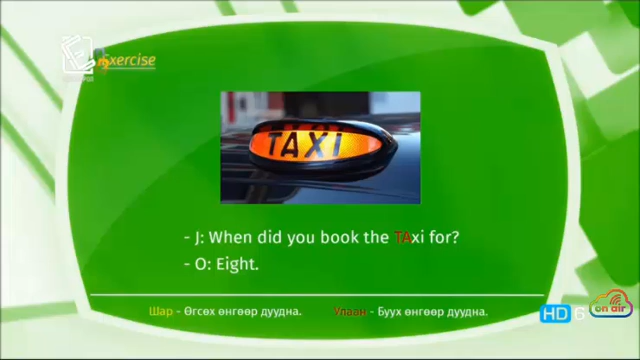 Exercise
TAXI
- J: When did you book the TAxi for?
- O: Eight.
Шар - Өгсөх өнгөөр дуудна. Улаан - Буух өнгөөр дуудна.
HD 6
on air